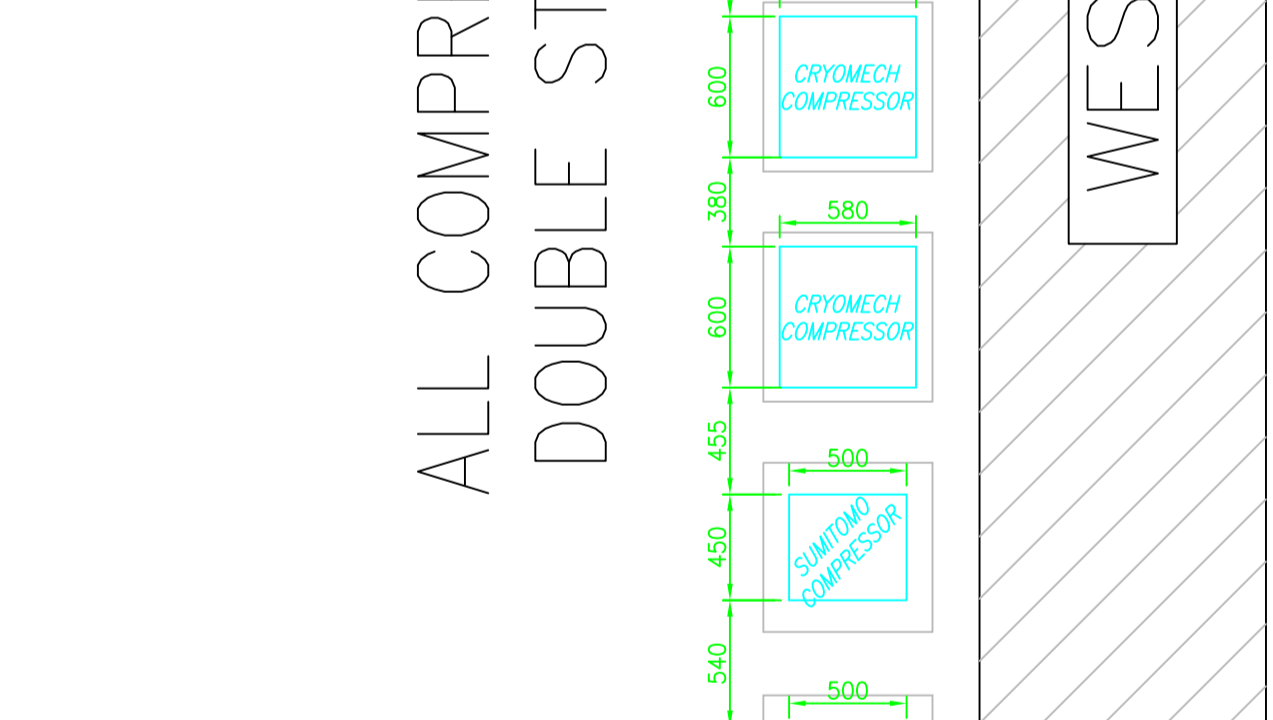 ALL COMPR
DOUBLE ST
600
CRYOMECH
COMPRESSOR
380
580
600
CRYOMECH
COMPRESSOR
455
500
450
SUMITOMO
COMPRESSOR
540
500
WES